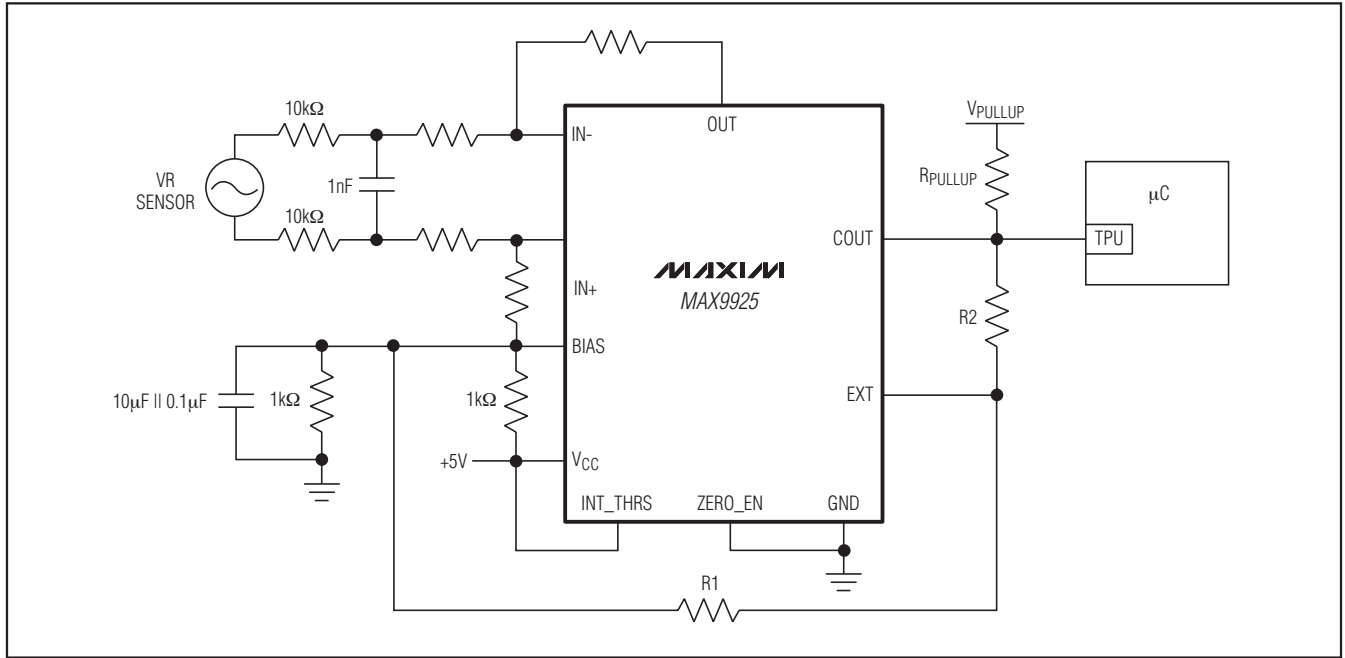 OUT
10kΩ
IN-
VPULLUP
RPULLUP
µC
VR
SENSOR
1nF
10kΩ
COUT
TPU
MAXIM
MAX9925
IN+
R2
BIAS
10µF || 0.1µF
1kΩ
1kΩ
EXT
+5V
VCC
INT_THRS
ZERO_EN
GND
R1